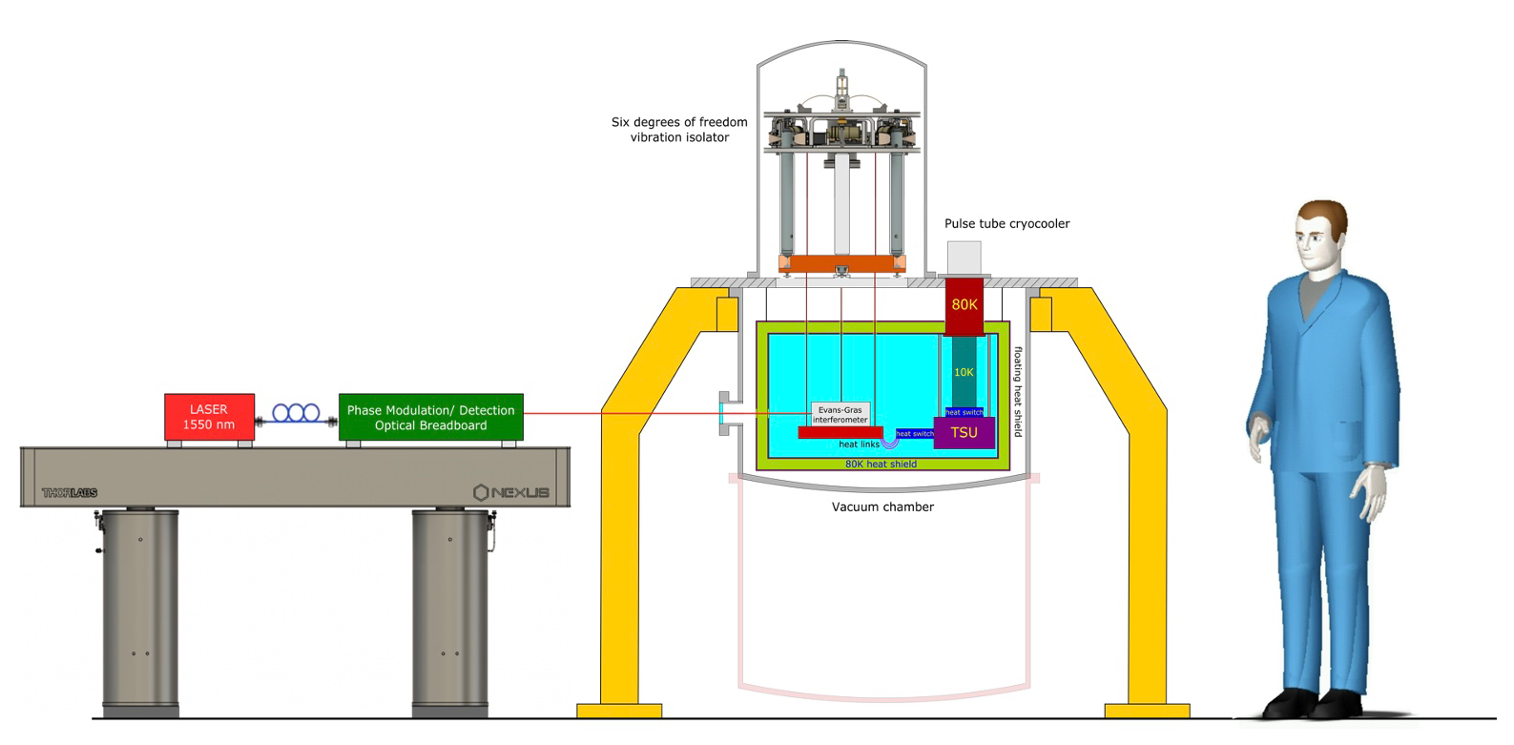 Six degrees of freedom
vibration isolator
Pulse tube cryocooler
80K
10K
floating heat shield
LASER
1550 nm
Phase Modulation/ Detection
Optical Breadboard
Evans-Gras
interferometer
heat switch
heat switch
TSU
heat links
80K heat shield
THORLABS
NEXUS
Vacuum chamber